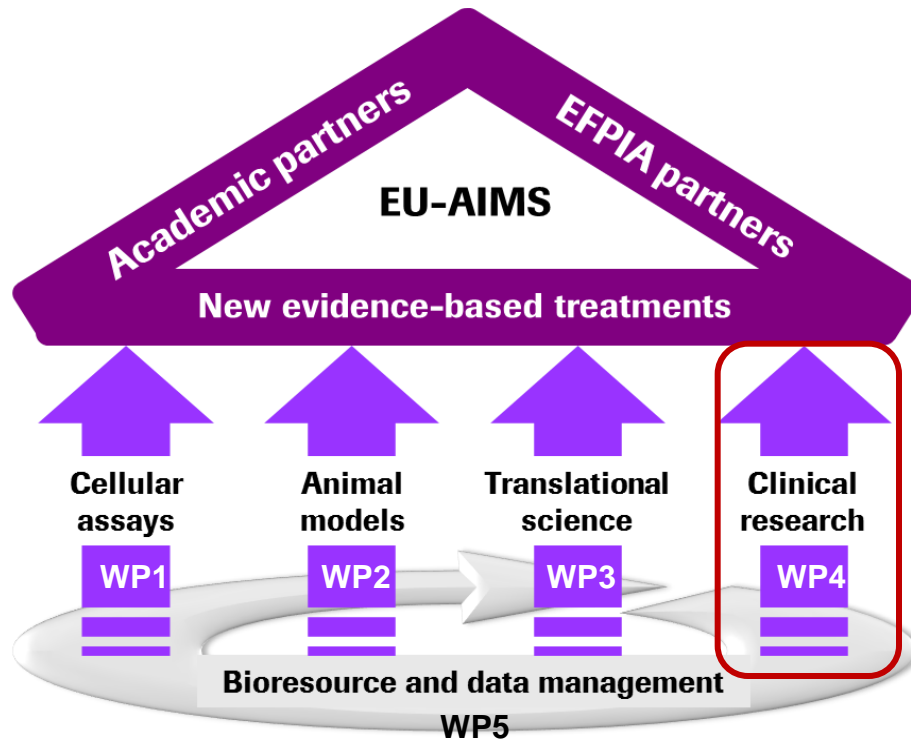 Academic partners
EFPIA partners
EU-AIMS
New evidence-based treatments
Cellular
assays
Animal
models
Translational
science
Clinical
research
WP1
WP2
WP3
WP4
Bioresource and data management
WP5